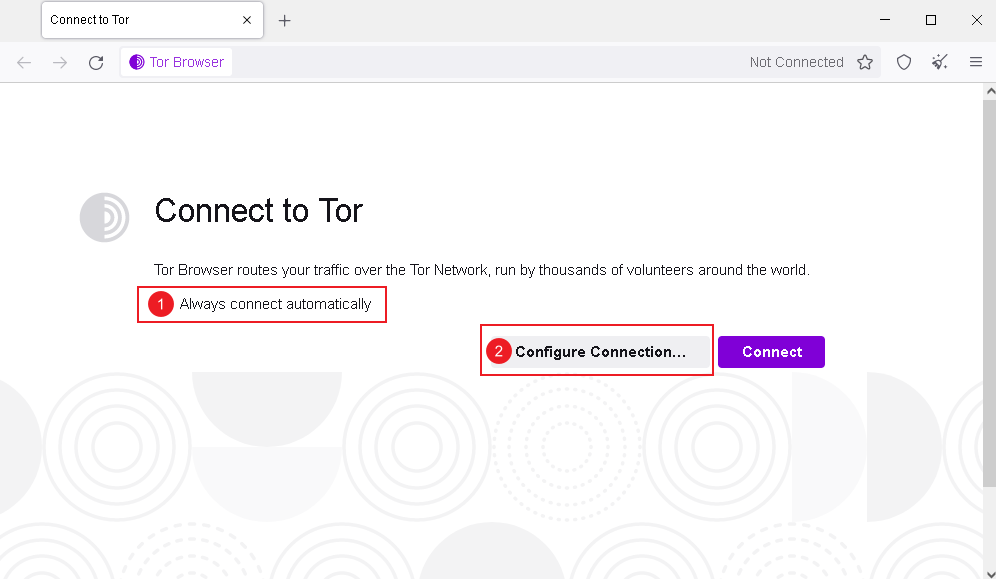 Connect to Tor
Tor Browser
Not Connected
Connect to Tor
Tor Browser routes your traffic over the Tor Network, run by thousands of volunteers around the world.
1 Always connect automatically
2 Configure Connection... Connect